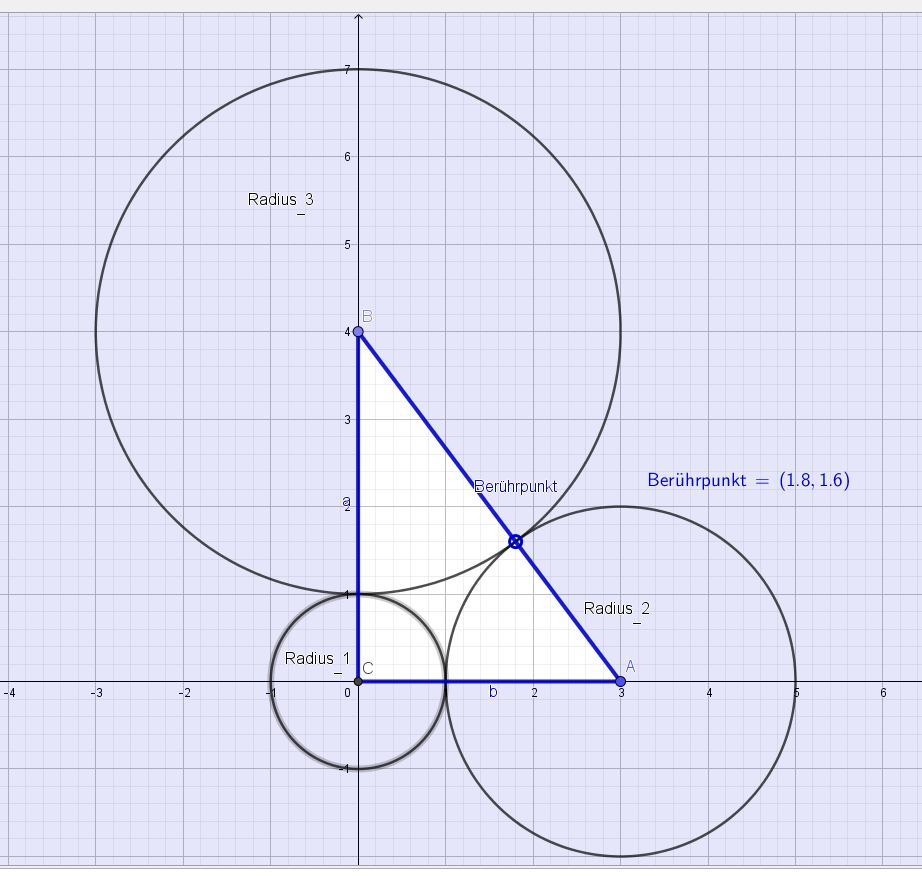 7
6
Radius_3
5
B
4
3
Berührpunkt = (1.8, 1.6)
Berührpunkt
a
2
1
Radius_2
Radius_1
C
A
-4
-3
-2
-1
0
b
2
3
4
5
6
-1